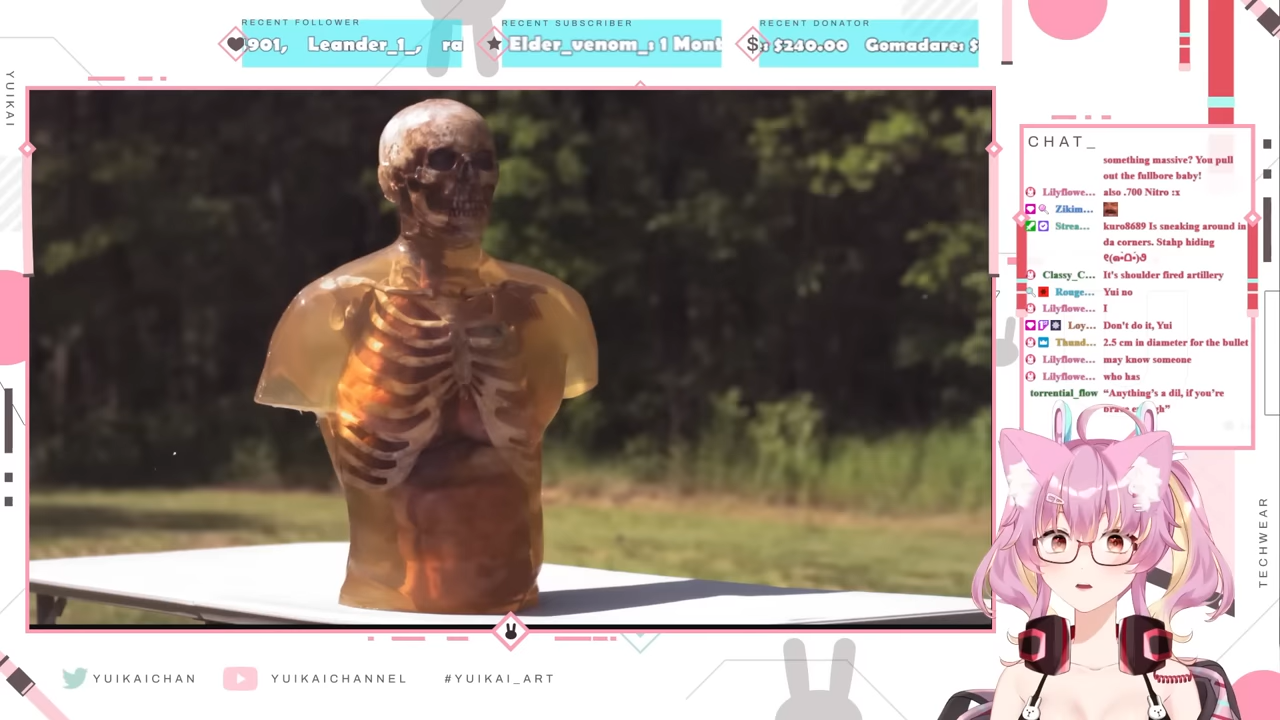 RECENT FOLLOWER
901, Leander_1_, ra
RECENT SUBSCRIBER
Elder_venom_: 1 Mont
RECENT DONATOR
: $240.00 Gomadare: $
YUIKAI
CHAT_
something massive? You pull
out the fullbore baby!
Lilyflowe... also .700 Nitro :x
Zikim...
Strea... kuro8689 Is sneaking around in
da corners. Stahp hiding
Classy_C... It's shoulder fired artillery
Rouge... Yui no
Lilyflowe... I
Loy... Don't do it, Yui
Thund... 2.5 cm in diameter for the bullet
Lilyflowe... may know someone
Lilyflowe... who has
torrential_flow "Anything's a dil, if you're
TECHWEAR
YUIKAICHAN
YUIKAICHANNEL
#YUIKAI_ART